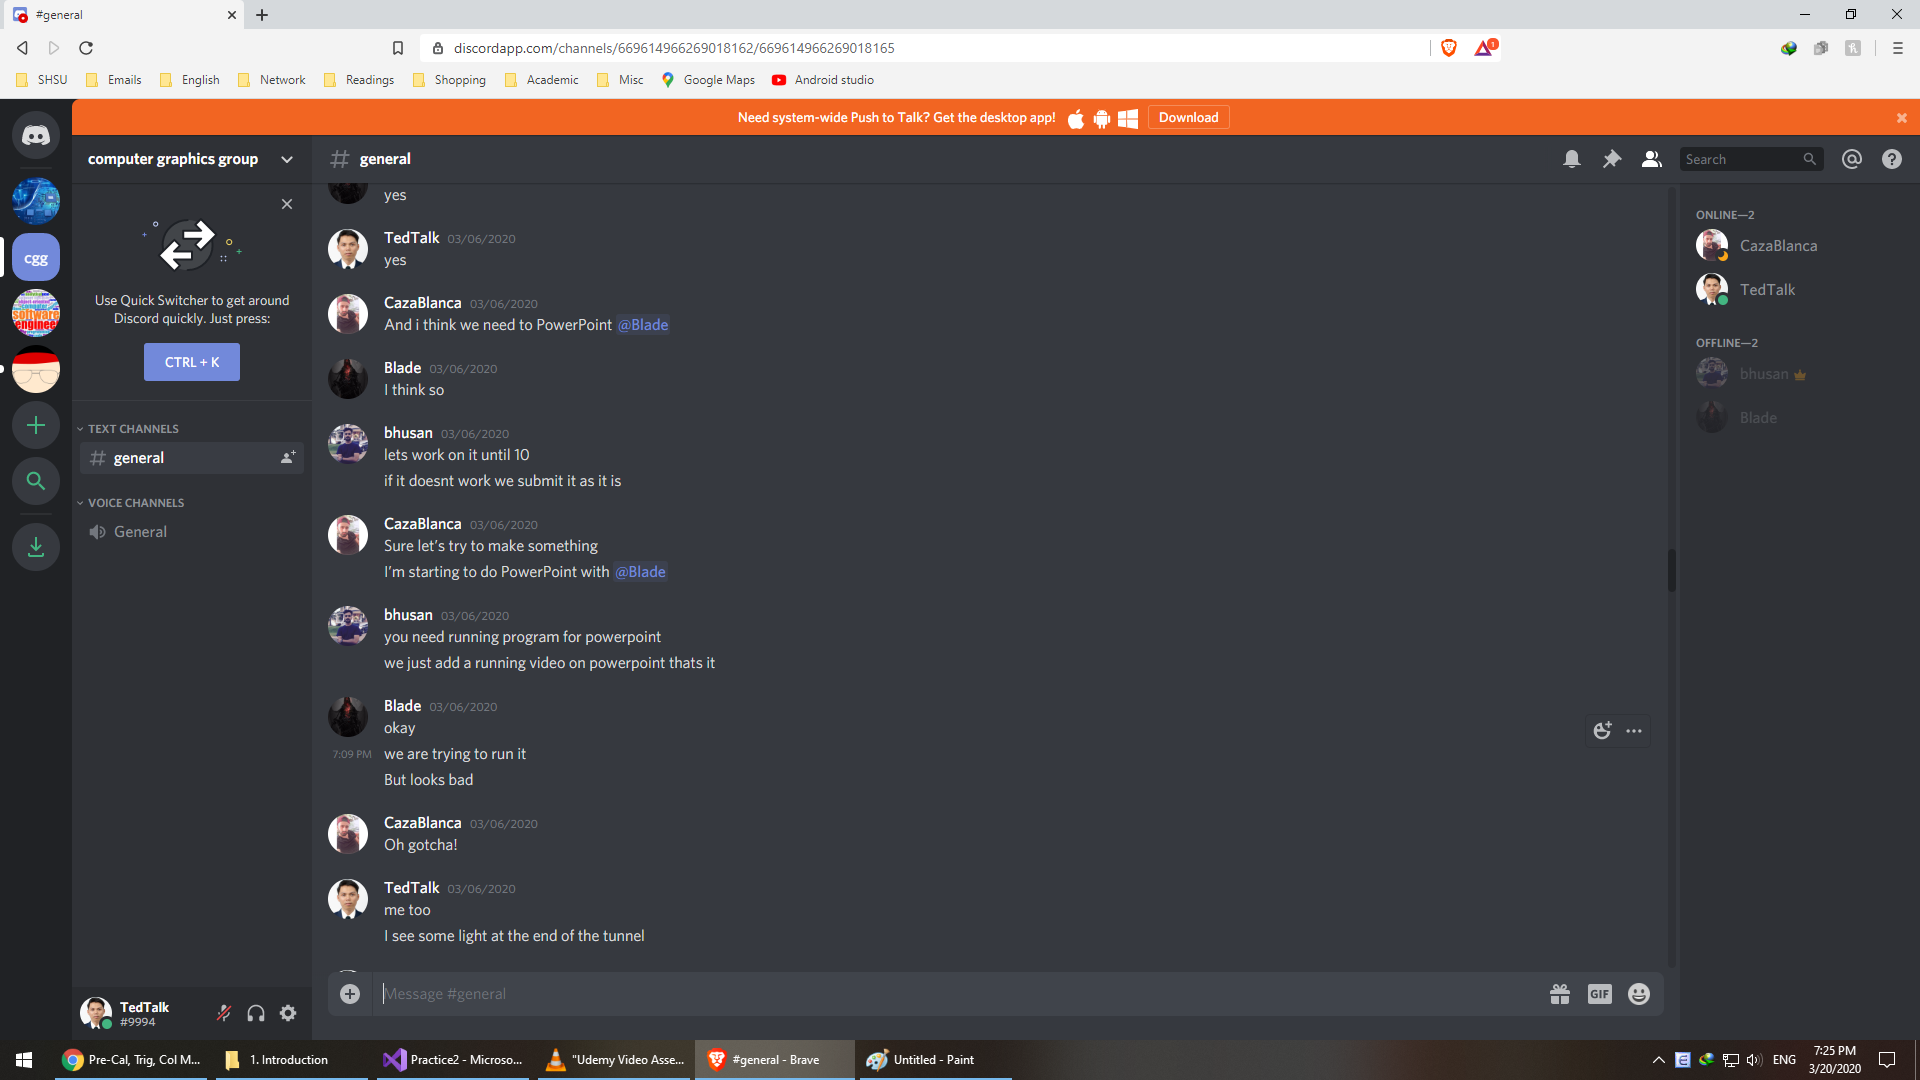 #general
discordapp.com/channels/669614966269018162/669614966269018165
1
SHSU
Emails
English
Network
Readings
Shopping
Academic
Misc
Google Maps
Android studio
Need system-wide Push to Talk? Get the desktop app!
Download
computer graphics group
general
Search
cgg
Use Quick Switcher to get around
Discord quickly. Just press:
CTRL + K
TEXT CHANNELS
general
VOICE CHANNELS
General
yes
TedTalk 03/06/2020
yes
CazaBlanca 03/06/2020
And i think we need to PowerPoint @Blade
Blade 03/06/2020
I think so
bhusan 03/06/2020
lets work on it until 10
if it doesnt work we submit it as it is
CazaBlanca 03/06/2020
Sure let's try to make something
I'm starting to do PowerPoint with @Blade
bhusan 03/06/2020
you need running program for powerpoint
we just add a running video on powerpoint thats it
Blade 03/06/2020
okay
7:09 PM we are trying to run it
But looks bad
CazaBlanca 03/06/2020
Oh gotcha!
TedTalk 03/06/2020
me too
I see some light at the end of the tunnel
Message #general
GIF
ONLINE—2
CazaBlanca
TedTalk
OFFLINE—2
bhusan
Blade
TedTalk
#9994
Pre-Cal, Trig, Col M...
1. Introduction
Practice2 - Microso...
"Udemy Video Asse...
#general - Brave
Untitled - Paint
ENG
7:25 PM
3/20/2020